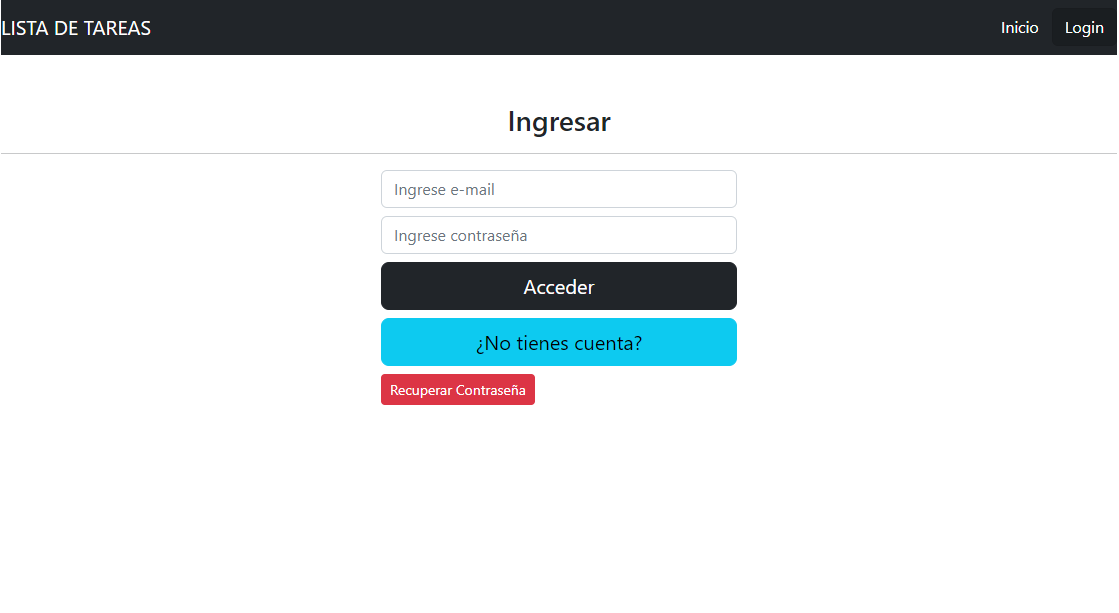 LISTA DE TAREAS
Inicio
Login
Ingresar
Ingrese e-mail
Ingrese contraseña
Acceder
¿No tienes cuenta?
Recuperar Contraseña